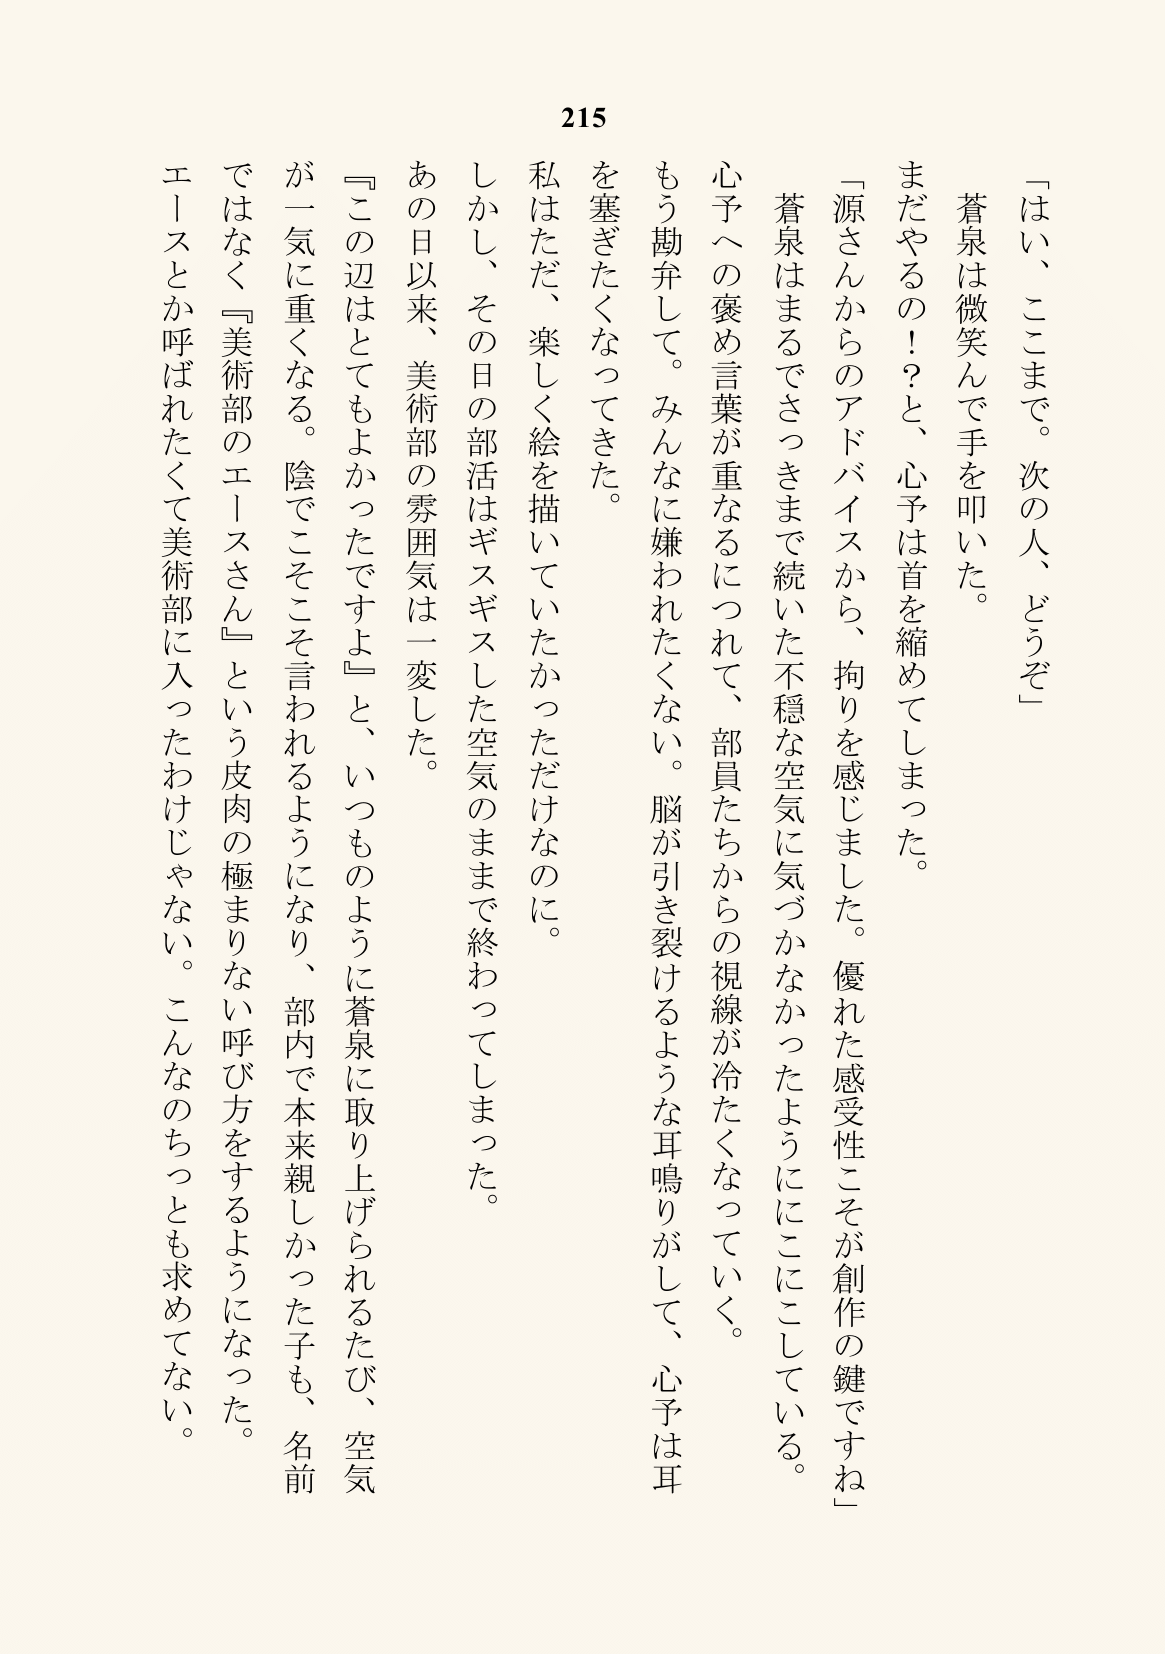 215
「はい、ここまで。次の人、どうぞ」
　蒼泉は微笑んで手を叩いた。
まだやるの！？と、心予は首を縮めてしまった。
「源さんからのアドバイスから、拘りを感じました。優れた感受性こそが創作の鍵ですね」
　蒼泉はまるでさっきまで続いた不穏な空気に気づかなかったようににこにこしている。
心予への褒め言葉が重なるにつれて、部員たちからの視線が冷たくなっていく。
もう勘弁して。みんなに嫌われたくない。脳が引き裂けるような耳鳴りがして、心予は耳
を塞ぎたくなってきた。
私はただ、楽しく絵を描いていたかっただけなのに。
しかし、その日の部活はギスギスした空気のままで終わってしまった。
あの日以来、美術部の雰囲気は一変した。
『この辺はとてもよかったですよ』と、いつものように蒼泉に取り上げられるたび、空気
が一気に重くなる。陰でこそこそ言われるようになり、部内で本来親しかった子も、名前
ではなく『美術部のエースさん』という皮肉の極まりない呼び方をするようになった。
エースとか呼ばれたくて美術部に入ったわけじゃない。こんなのちっとも求めてない。